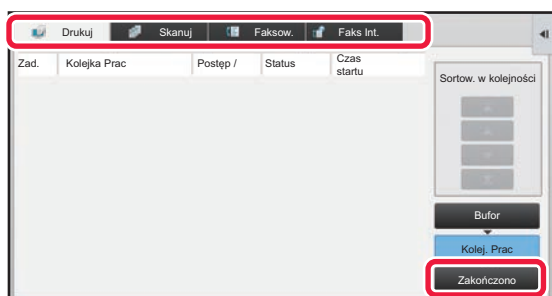 Drukuj Skanuj Faksow. Faks Int.
Zad. Kolejka Prac Postęp / Status Czas startu
Sortow. w kolejności
Bufor
Kolej. Prac
Zakończono